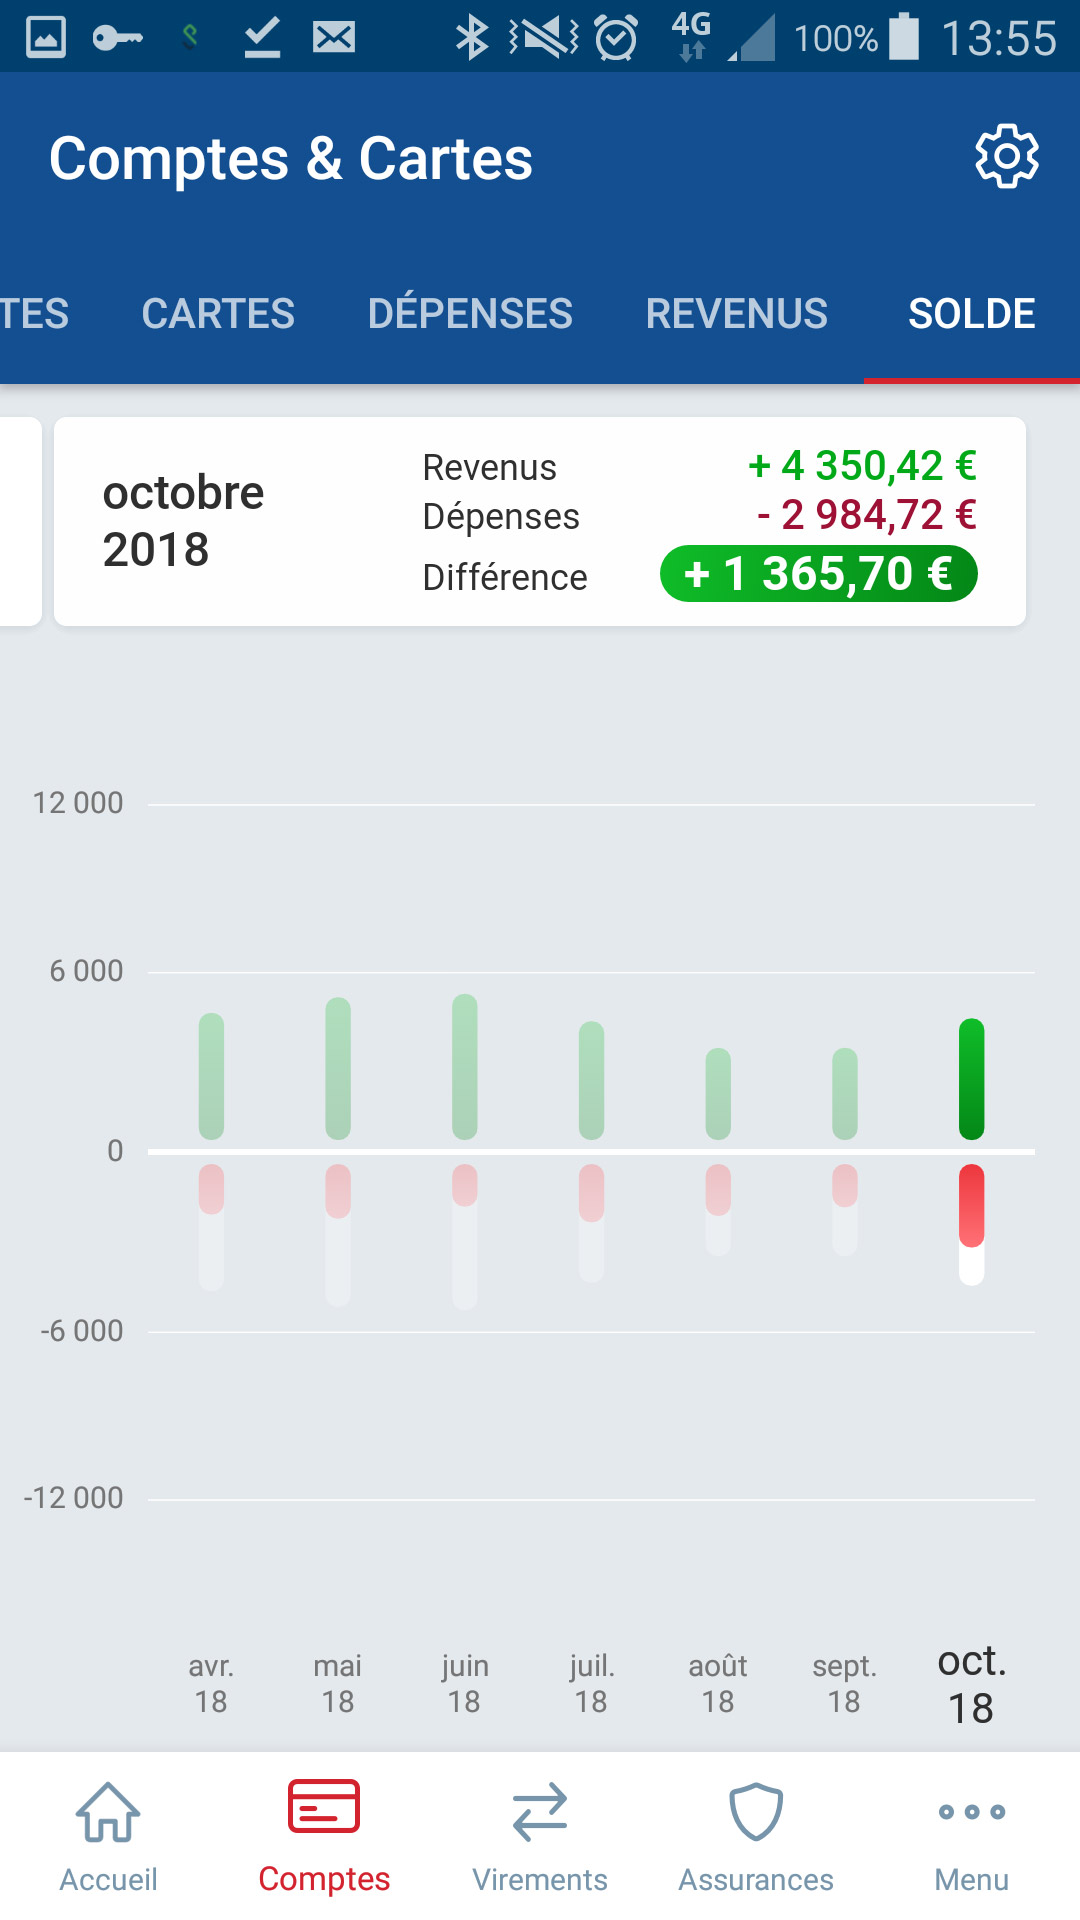 4G 100% 13:55
Comptes & Cartes
TES CARTES DÉPENSES REVENUS SOLDE
octobre
2018
Revenus + 4 350,42 €
Dépenses - 2 984,72 €
Différence + 1 365,70 €
12 000
6 000
0
-6 000
-12 000
avr. mai juin juil. août sept. oct.
18 18 18 18 18 18 18
Accueil Comptes Virements Assurances Menu